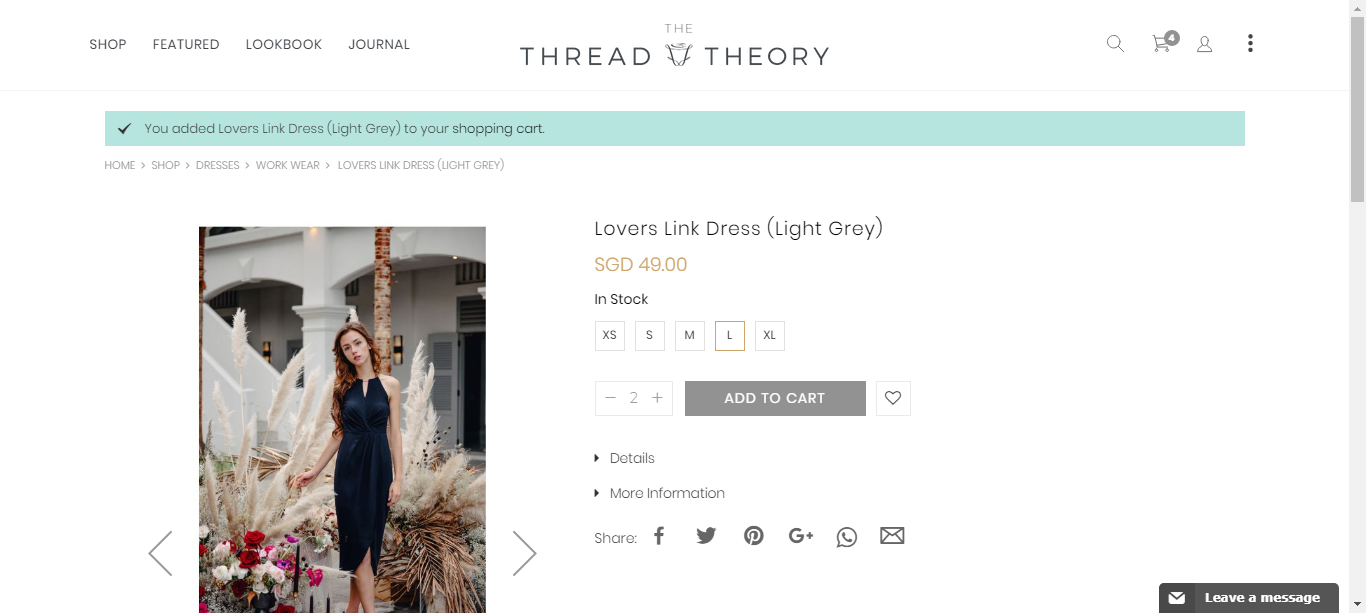 SHOP FEATURED LOOKBOOK JOURNAL
THE
THREAD THEORY
4
You added Lovers Link Dress (Light Grey) to your shopping cart.
HOME > SHOP > DRESSES > WORK WEAR > LOVERS LINK DRESS (LIGHT GREY)
Lovers Link Dress (Light Grey)
SGD 49.00
In Stock
XS S M L XL
− 2 + ADD TO CART
Details
More Information
Share: G+
Leave a message